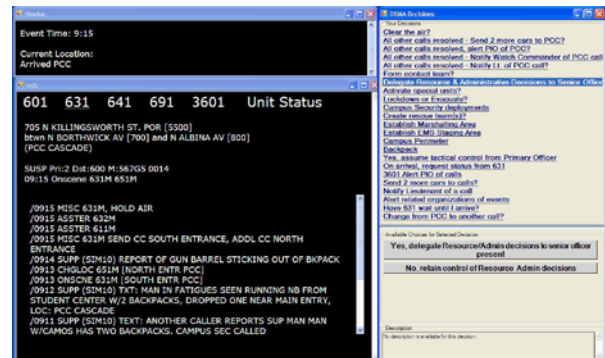 timeloc
Event Time: 9:15
Current Location:
Arrived PCC
mdc
601 631 641 691 3601 Unit Status
705 N KILLINGSWORTH ST. POR [5500]
btwn N BORTHWICK AV [700] and N ALBINA AV [800]
(PCC CASCADE)
SUSP Pri:2 Dst:600 M:567G5 0014
09:15 Onscene 631M 651M
/0915 MISC 631M, HOLD AIR
/0915 ASSTER 632M
/0915 ASSTER 611M
/0915 MISC 631M SEND CC SOUTH ENTRANCE, ADDL CC NORTH
ENTRANCE
/0914 SUPP (SIM10) REPORT OF GUN BARREL STICKING OUT OF BKPACK
/0913 CHGLOC 651M [NORTH ENTR PCC]
/0913 ONSCNE 631M [SOUTH ENTR PCC]
/0912 SUPP (SIM10) TXT: MAN IN FATIGUES SEEN RUNNING NB FROM
STUDENT CENTER W/2 BACKPACKS, DROPPED ONE NEAR MAIN ENTRY,
LOC: PCC CASCADE
/0911 SUPP (SIM10) TEXT: ANOTHER CALLER REPORTS SUP MAN MAN
W/CAMOS HAS TWO BACKPACKS. CAMPUS SEC CALLED
Decisions
Your Decisions
Clear the air?
All other calls resolved - Send 2 more cars to PCC?
All other calls resolved, alert PIO of PCC?
All other calls resolved - Notify Watch Commander of PCC call
All other calls resolved - Notify Lt. of PCC call?
Form contact team?
Delegate Resource & Administrative Decisions to Senior Office
Activate special units?
Lockdown or Evacuate?
Campus Security deployments
Create rescue team(s)?
Establish Marshaling Area
Establish EMS Staging Area
Campus Perimeter
Backpack
Yes, assume tactical control from Primary Officer
On arrival, request status from 631
3601 Alert PIO of calls
Send 2 more cars to calls?
Notify Lieutenant of a call
Alert related organizations of events
Have 631 wait until I arrive?
Change from PCC to another call?
Available Choices for Selected Decision
Yes, delegate Resource/Admin decisions to senior officer
present
No, retain control of Resource Admin decisions
Description
No description is available for this decision.